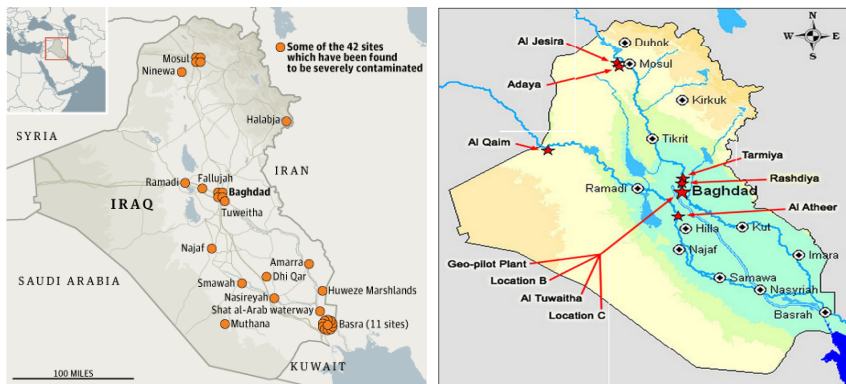 Some of the 42 sites
which have been found
to be severely contaminated
Mosul
Ninewa
Halabja
SYRIA
IRAN
Fallujah
Ramadi
Baghdad
IRAQ
Tuweitha
Najaf
Amarra
SAUDI ARABIA
Dhi Qar
Smawah
Huweze Marshlands
Nasireyah
Shat al-Arab waterway
Muthana
Basra (11 sites)
KUWAIT
100 MILES
N
W
E
S
Al Jesira
Duhok
Adaya
Mosul
Kirkuk
Al Qaim
Tikrit
Tarmiya
Rashdiya
Ramadi
Baghdad
Al Atheer
Hilla
Kut
Najaf
Imara
Geo-pilot Plant
Location B
Samawa
Al Tuwaitha
Nasyriah
Location C
Basrah